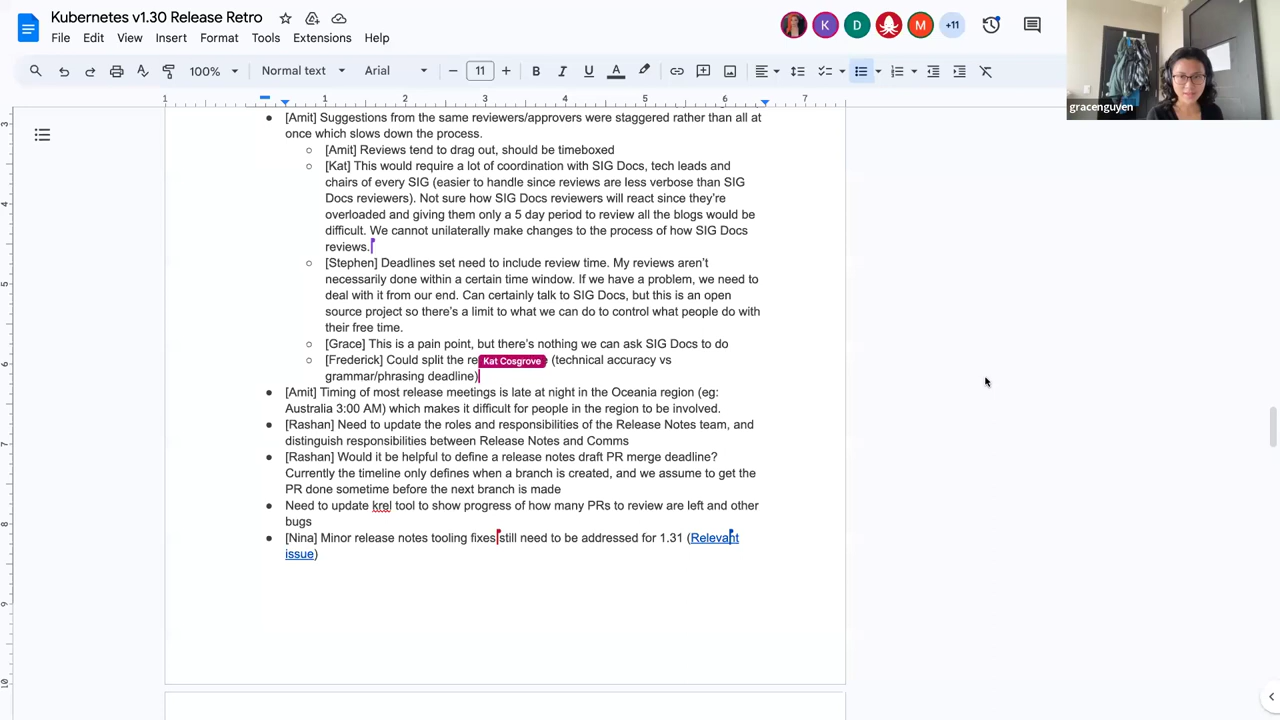 Kubernetes v1.30 Release Retro
File Edit View Insert Format Tools Extensions Help
K D M +11
100% Normal text Arial 11 B I U A
1 1 2 3 4 5 6 7
gracenguyen
[Amit] Suggestions from the same reviewers/approvers were staggered rather than all at
once which slows down the process.
[Amit] Reviews tend to drag out, should be timeboxed
[Kat] This would require a lot of coordination with SIG Docs, tech leads and
chairs of every SIG (easier to handle since reviews are less verbose than SIG
Docs reviewers). Not sure how SIG Docs reviewers will react since they're
overloaded and giving them only a 5 day period to review all the blogs would be
difficult. We cannot unilaterally make changes to the process of how SIG Docs
reviews.
[Stephen] Deadlines set need to include review time. My reviews aren't
necessarily done within a certain time window. If we have a problem, we need to
deal with it from our end. Can certainly talk to SIG Docs, but this is an open
source project so there's a limit to what we can do to control what people do with
their free time.
[Grace] This is a pain point, but there's nothing we can ask SIG Docs to do
[Frederick] Could split the re Kat Cosgrove (technical accuracy vs
grammar/phrasing deadline)
[Amit] Timing of most release meetings is late at night in the Oceania region (eg:
Australia 3:00 AM) which makes it difficult for people in the region to be involved.
[Rashan] Need to update the roles and responsibilities of the Release Notes team, and
distinguish responsibilities between Release Notes and Comms
[Rashan] Would it be helpful to define a release notes draft PR merge deadline?
Currently the timeline only defines when a branch is created, and we assume to get the
PR done sometime before the next branch is made
Need to update krel tool to show progress of how many PRs to review are left and other
bugs
[Nina] Minor release notes tooling fixes still need to be addressed for 1.31 (Relevant
issue)
3
4
5
6
7
8
9
10